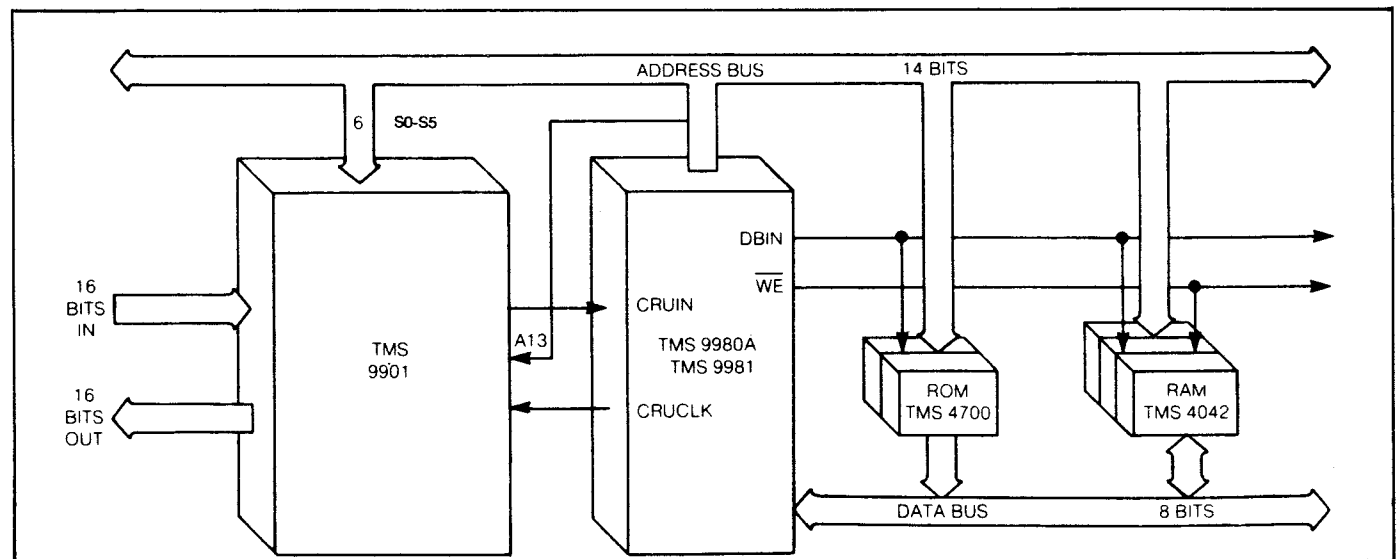 ADDRESS BUS 14 BITS
6 S0-S5
DBIN
WE
16
BITS
IN
CRUIN
A13
TMS
9901
TMS 9980A
TMS 9981
CRUCLK
16
BITS
OUT
ROM
TMS 4700
RAM
TMS 4042
DATA BUS 8 BITS